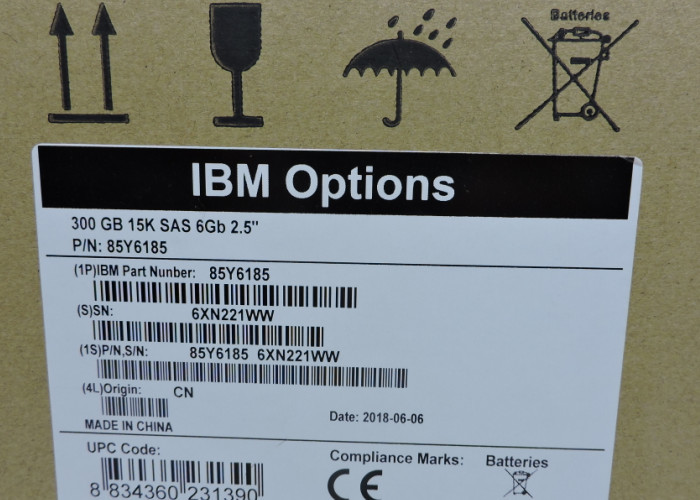 Batteries
IBM Options
300 GB 15K SAS 6Gb 2.5"
P/N: 85Y6185
(1P)IBM Part Nunber: 85Y6185
(S)SN: 6XN221WW
(1S)P/N,S/N: 85Y6185 6XN221WW
(4L)Origin: CN
MADE IN CHINA
Date: 2018-06-06
UPC Code:
Compliance Marks: Batteries
8 834360 231390
CE